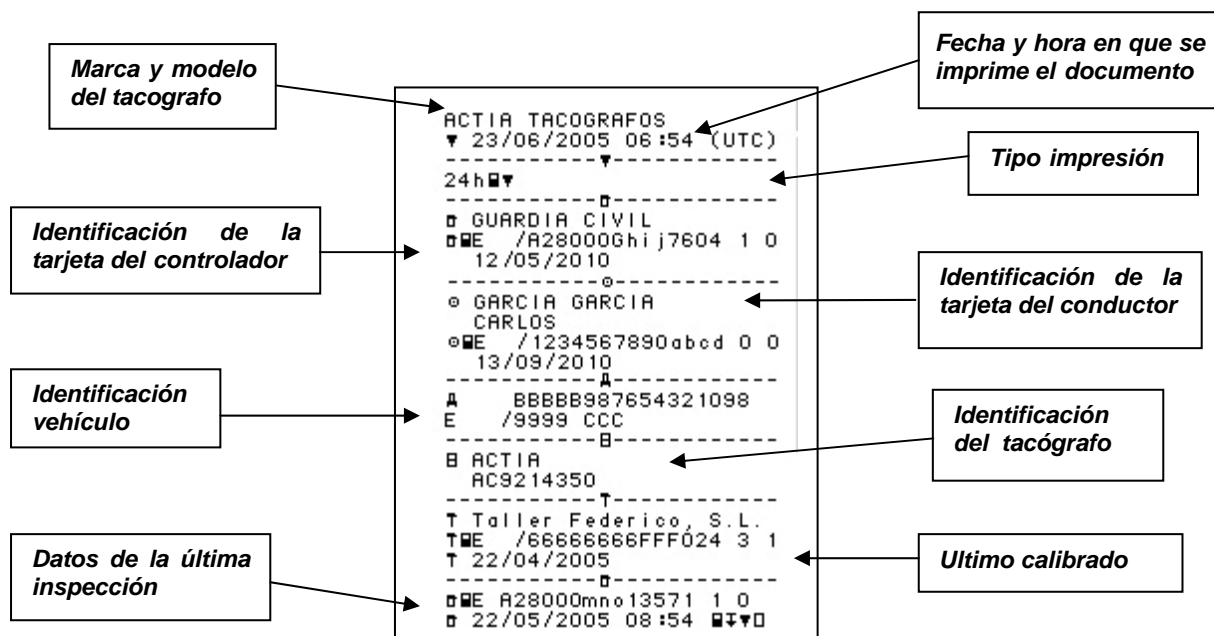 Marca y modelo
del tacografo
Fecha y hora en que se
imprime el documento
Tipo impresión
Identificación de la
tarjeta del controlador
Identificación de la
tarjeta del conductor
Identificación
vehículo
Identificación
del tacógrafo
Datos de la última
inspección
Ultimo calibrado
ACTIA TACOGRAFOS
▼ 23/06/2005 06:54 (UTC)
24h▼
GUARDIA CIVIL
E /A28000Ghij7604 1 0
12/05/2010
GARCIA GARCIA
CARLOS
E /1234567890abcd 0 0
13/09/2010
BBBBB987654321098
E /9999 CCC
ACTIA
AC9214350
Taller Federico, S.L.
E /66666666FFF024 3 1
22/04/2005
E A28000mno13571 1 0
22/05/2005 08:54